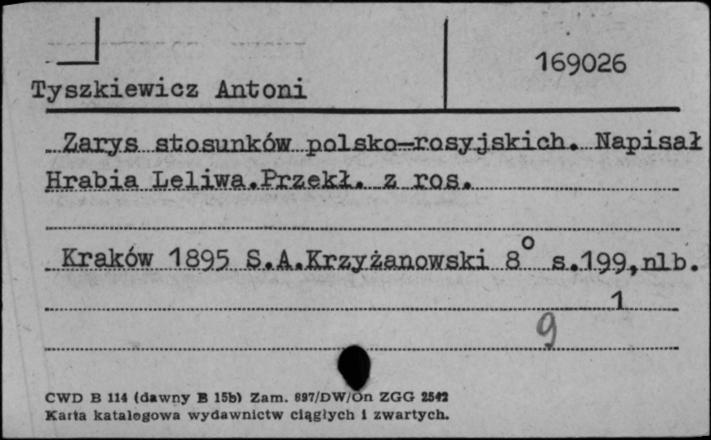 169026
Tyszkiewicz Antoni
Zarys stosunków polsko-rosyjskich. Napisał
Hrabia Leliwa.Przekł. z ros.
Kraków 1895 S.A.Krzyżanowski 8° s.199,nlb.
1
9
CWD B 114 (dawny B 15b) Zam. 897/DW/On ZGG 2542
Karta katalogowa wydawnictw ciągłych i zwartych.